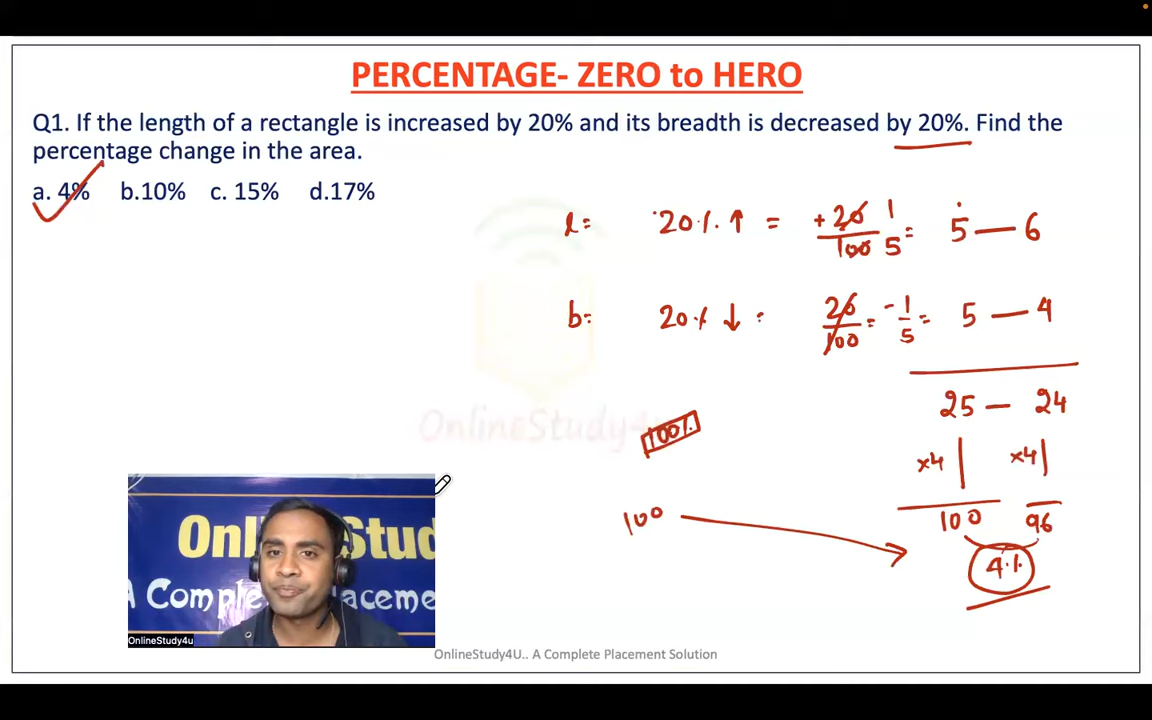 PERCENTAGE- ZERO to HERO
Q1. If the length of a rectangle is increased by 20% and its breadth is decreased by 20%. Find the
percentage change in the area.
a. 4% b.10% c. 15% d.17%
l= 20% ↑ = +20/100 1/5 = 5 — 6
b= 20% ↓ = 20/100 = -1/5 = 5 — 4
25 — 24
OnlineStudy4u
100%
x4 x4
100 100 96
4%
OnlineStudy4u
OnlineStudy4U.. A Complete Placement Solution